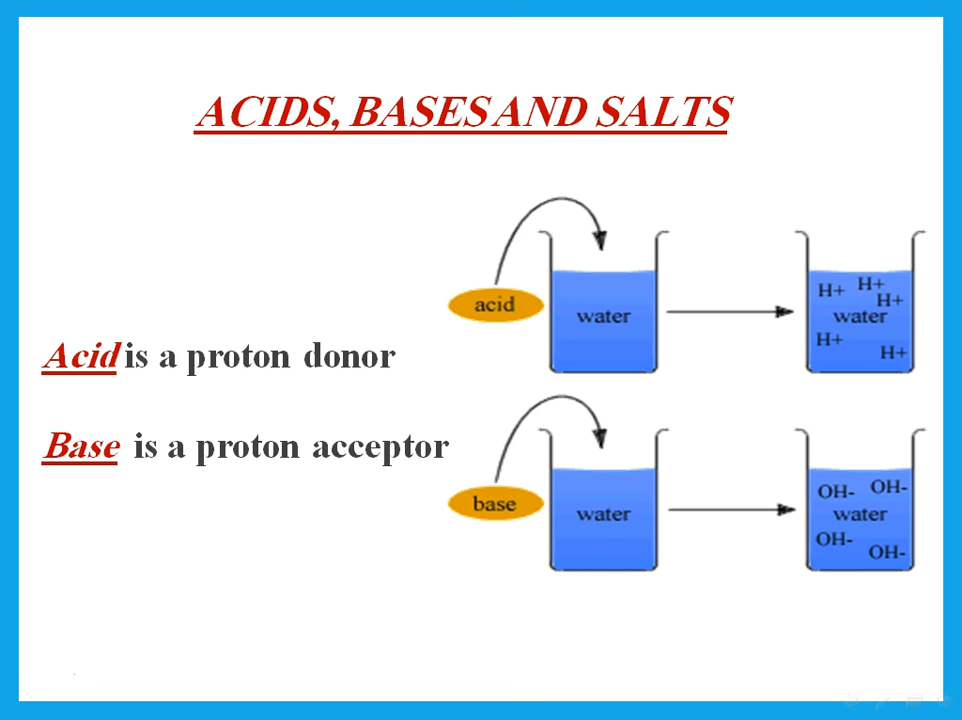 ACIDS, BASES AND SALTS
acid
water
H+ H+
H+
water
H+
H+
Acid is a proton donor
Base is a proton acceptor
base
water
OH- OH-
water
OH-
OH-